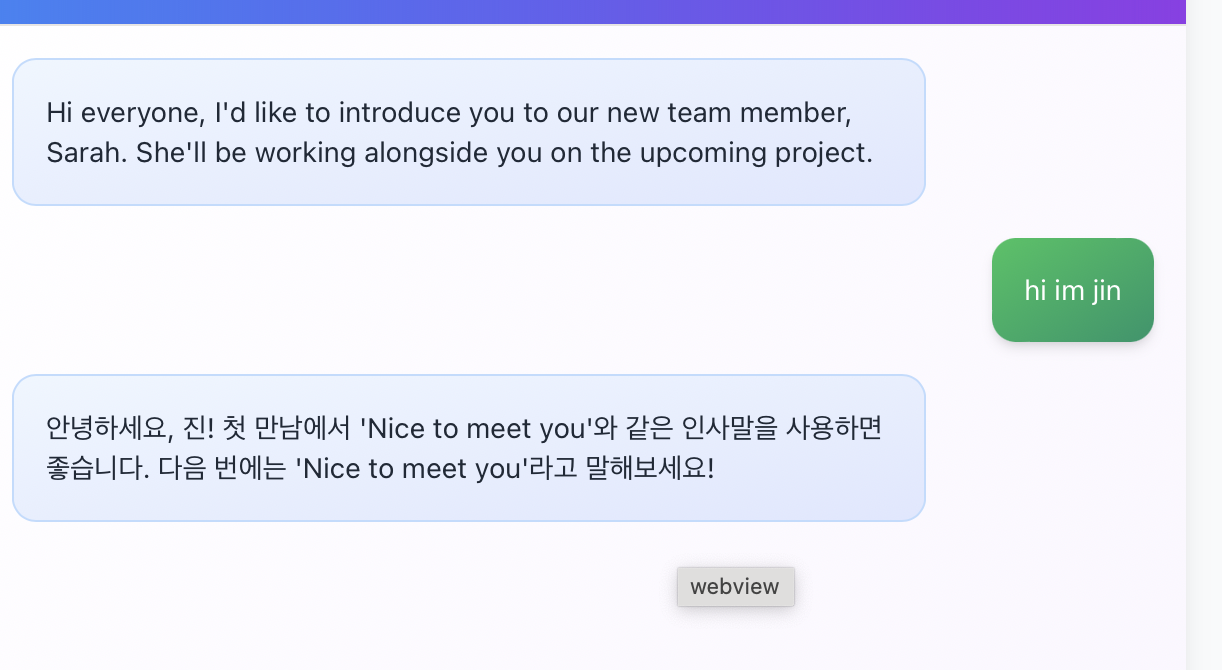 Hi everyone, I'd like to introduce you to our new team member,
Sarah. She'll be working alongside you on the upcoming project.
hi im jin
안녕하세요, 진! 첫 만남에서 'Nice to meet you'와 같은 인사말을 사용하면
좋습니다. 다음 번에는 'Nice to meet you'라고 말해보세요!
webview